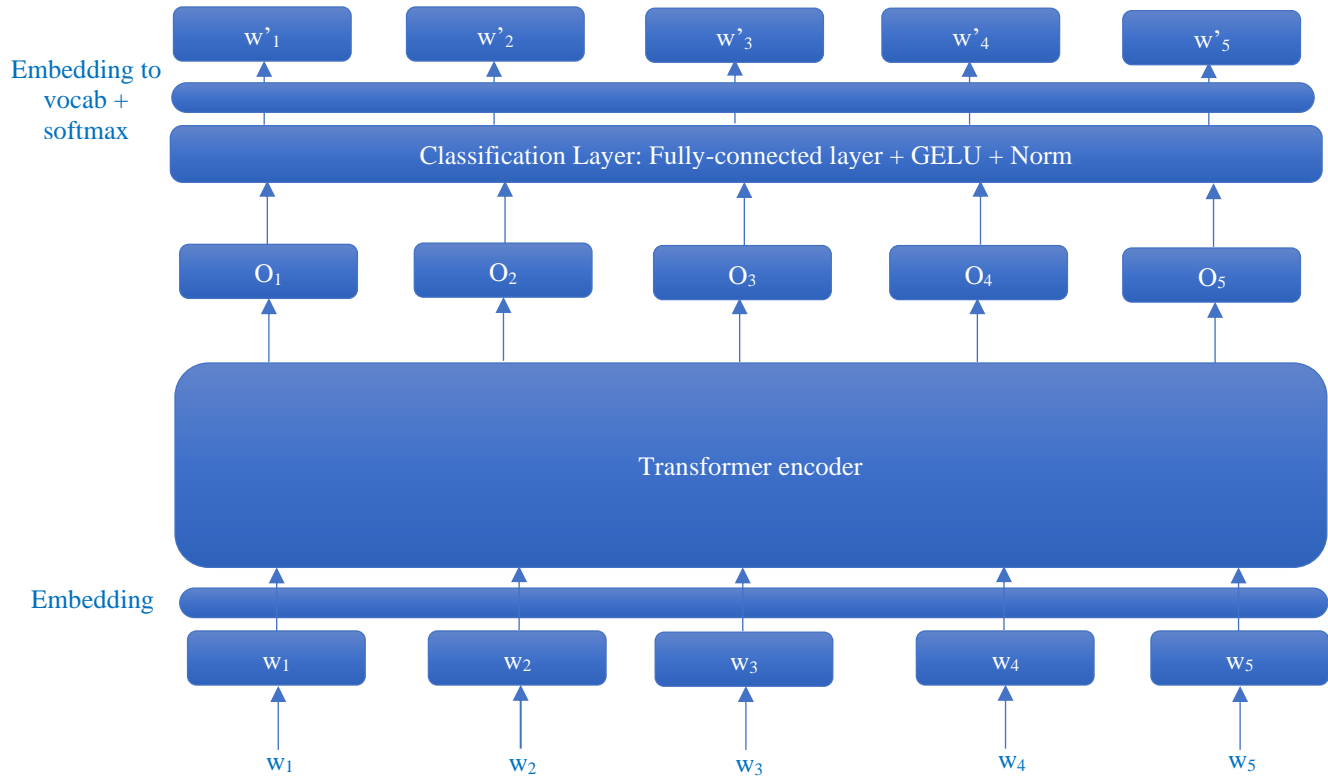 w’₁ w’₂ w’₃ w’₄ w’₅
Embedding to
vocab +
softmax
Classification Layer: Fully-connected layer + GELU + Norm
O₁ O₂ O₃ O₄ O₅
Transformer encoder
Embedding
w₁ w₂ w₃ w₄ w₅
w₁ w₂ w₃ w₄ w₅